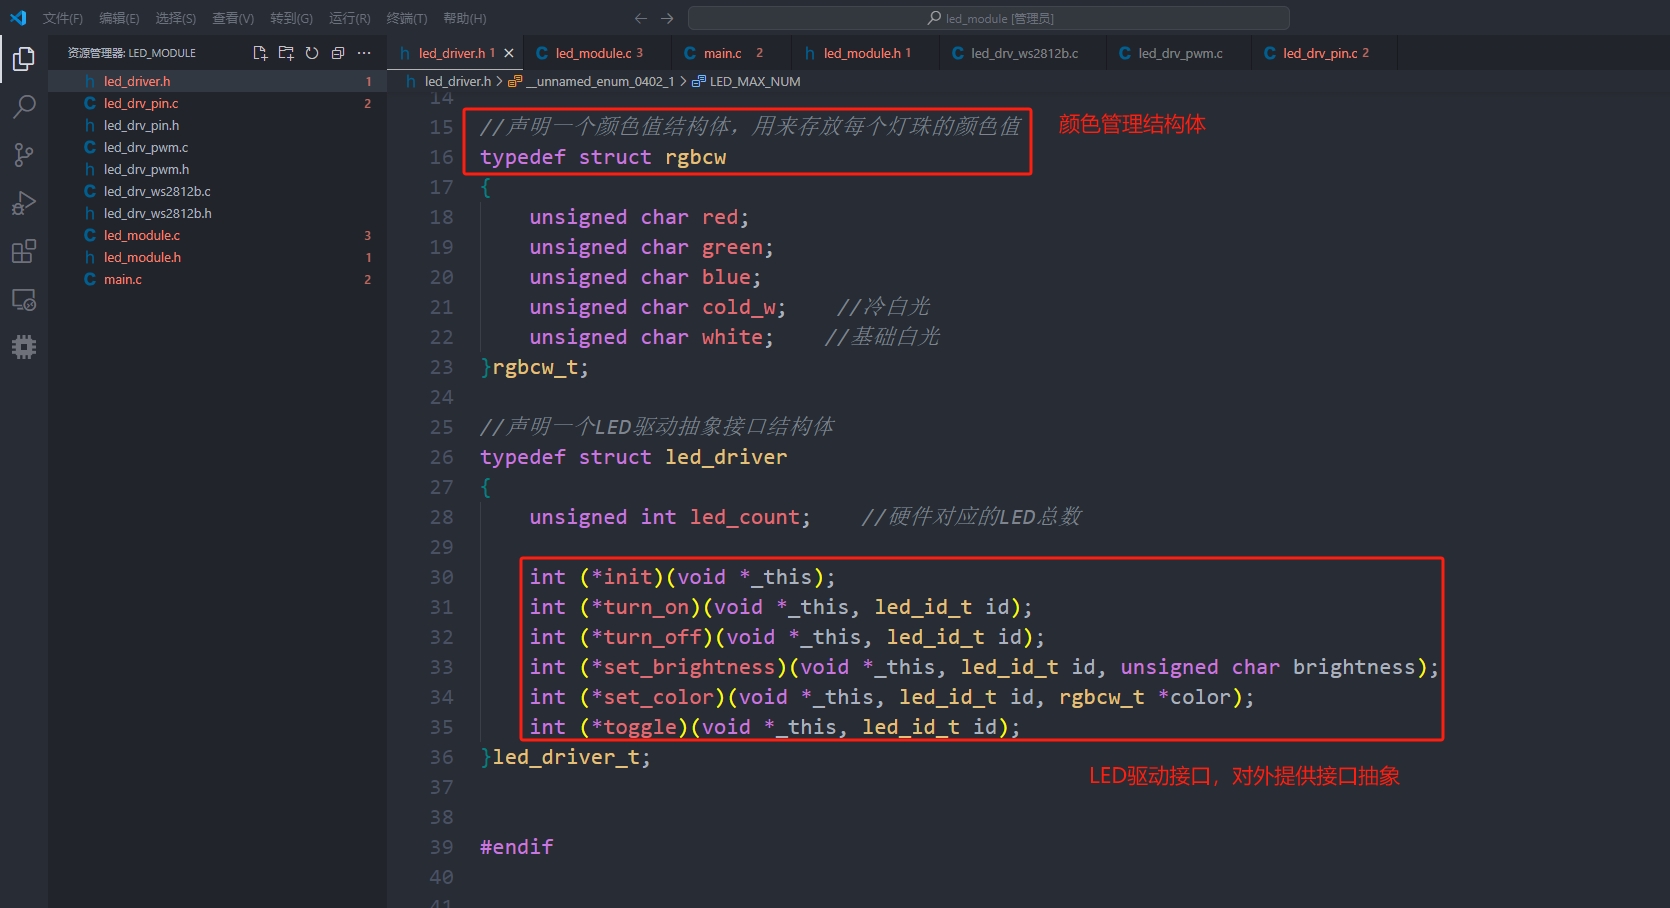 文件(F) 编辑(E) 选择(S) 查看(V) 转到(G) 运行(R) 终端(T) 帮助(H) led_module [管理员]
资源管理器: LED_MODULE
led_driver.h 1
led_drv_pin.c 2
led_drv_pin.h
led_drv_pwm.c
led_drv_pwm.h
led_drv_ws2812b.c
led_drv_ws2812b.h
led_module.c 3
led_module.h 1
main.c 2
led_driver.h 1 led_module.c 3 main.c 2 led_module.h 1 led_drv_ws2812b.c led_drv_pwm.c led_drv_pin.c 2
led_driver.h > __unnamed_enum_0402_1 > LED_MAX_NUM
14
15 //声明一个颜色值结构体，用来存放每个灯珠的颜色值
颜色管理结构体
16 typedef struct rgbcw
17 {
18 unsigned char red;
19 unsigned char green;
20 unsigned char blue;
21 unsigned char cold_w; //冷白光
22 unsigned char white; //基础白光
23 }rgbcw_t;
24
25 //声明一个LED驱动抽象接口结构体
26 typedef struct led_driver
27 {
28 unsigned int led_count; //硬件对应的LED总数
29
30 int (*init)(void *_this);
31 int (*turn_on)(void *_this, led_id_t id);
32 int (*turn_off)(void *_this, led_id_t id);
33 int (*set_brightness)(void *_this, led_id_t id, unsigned char brightness);
34 int (*set_color)(void *_this, led_id_t id, rgbcw_t *color);
35 int (*toggle)(void *_this, led_id_t id);
36 }led_driver_t;
LED驱动接口，对外提供接口抽象
37
38
39 #endif
40
41